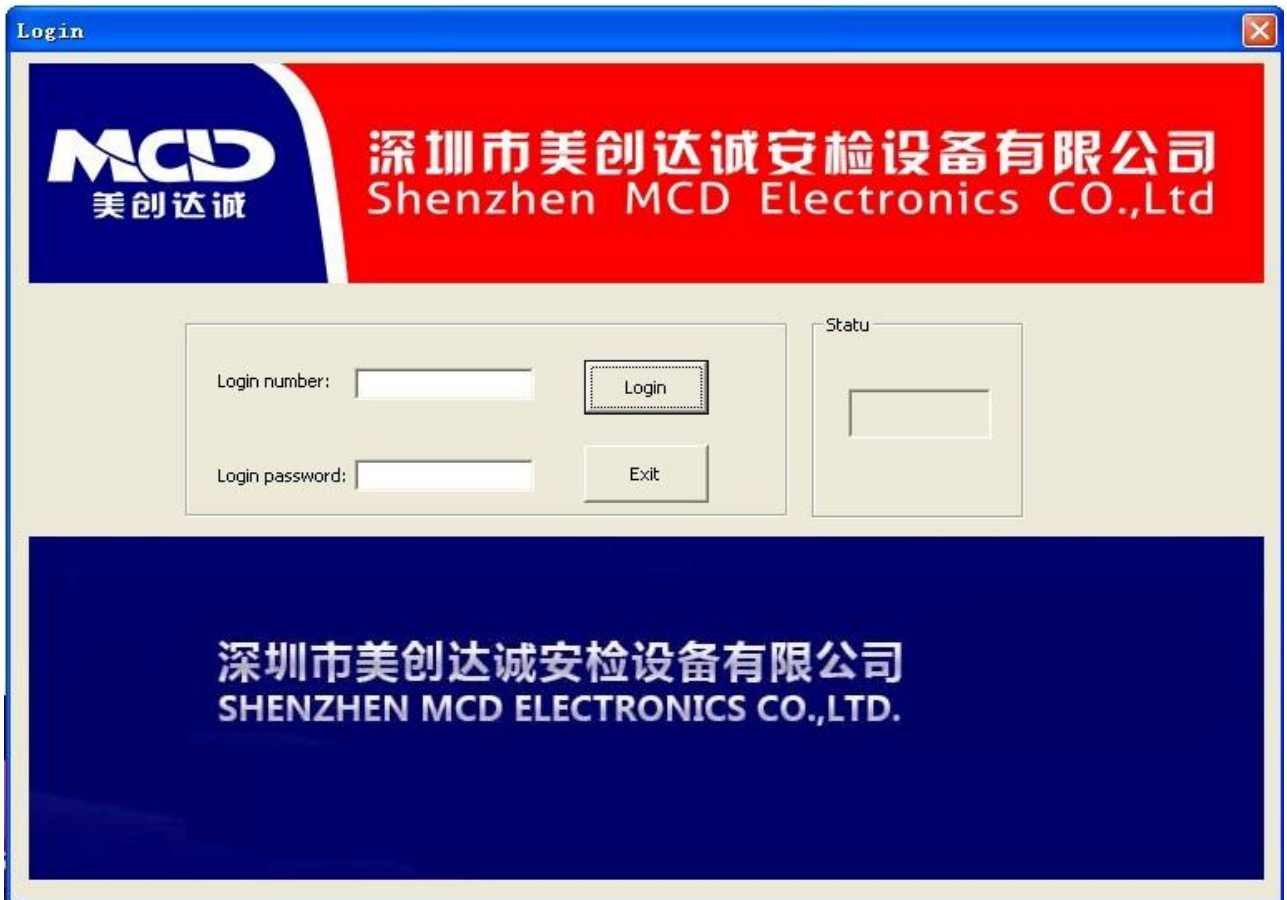 Login
MCD
美创达诚
深圳市美创达诚安检设备有限公司
Shenzhen MCD Electronics CO.,Ltd
Login number:
Login
Statu
Login password:
Exit
深圳市美创达诚安检设备有限公司
SHENZHEN MCD ELECTRONICS CO.,LTD.